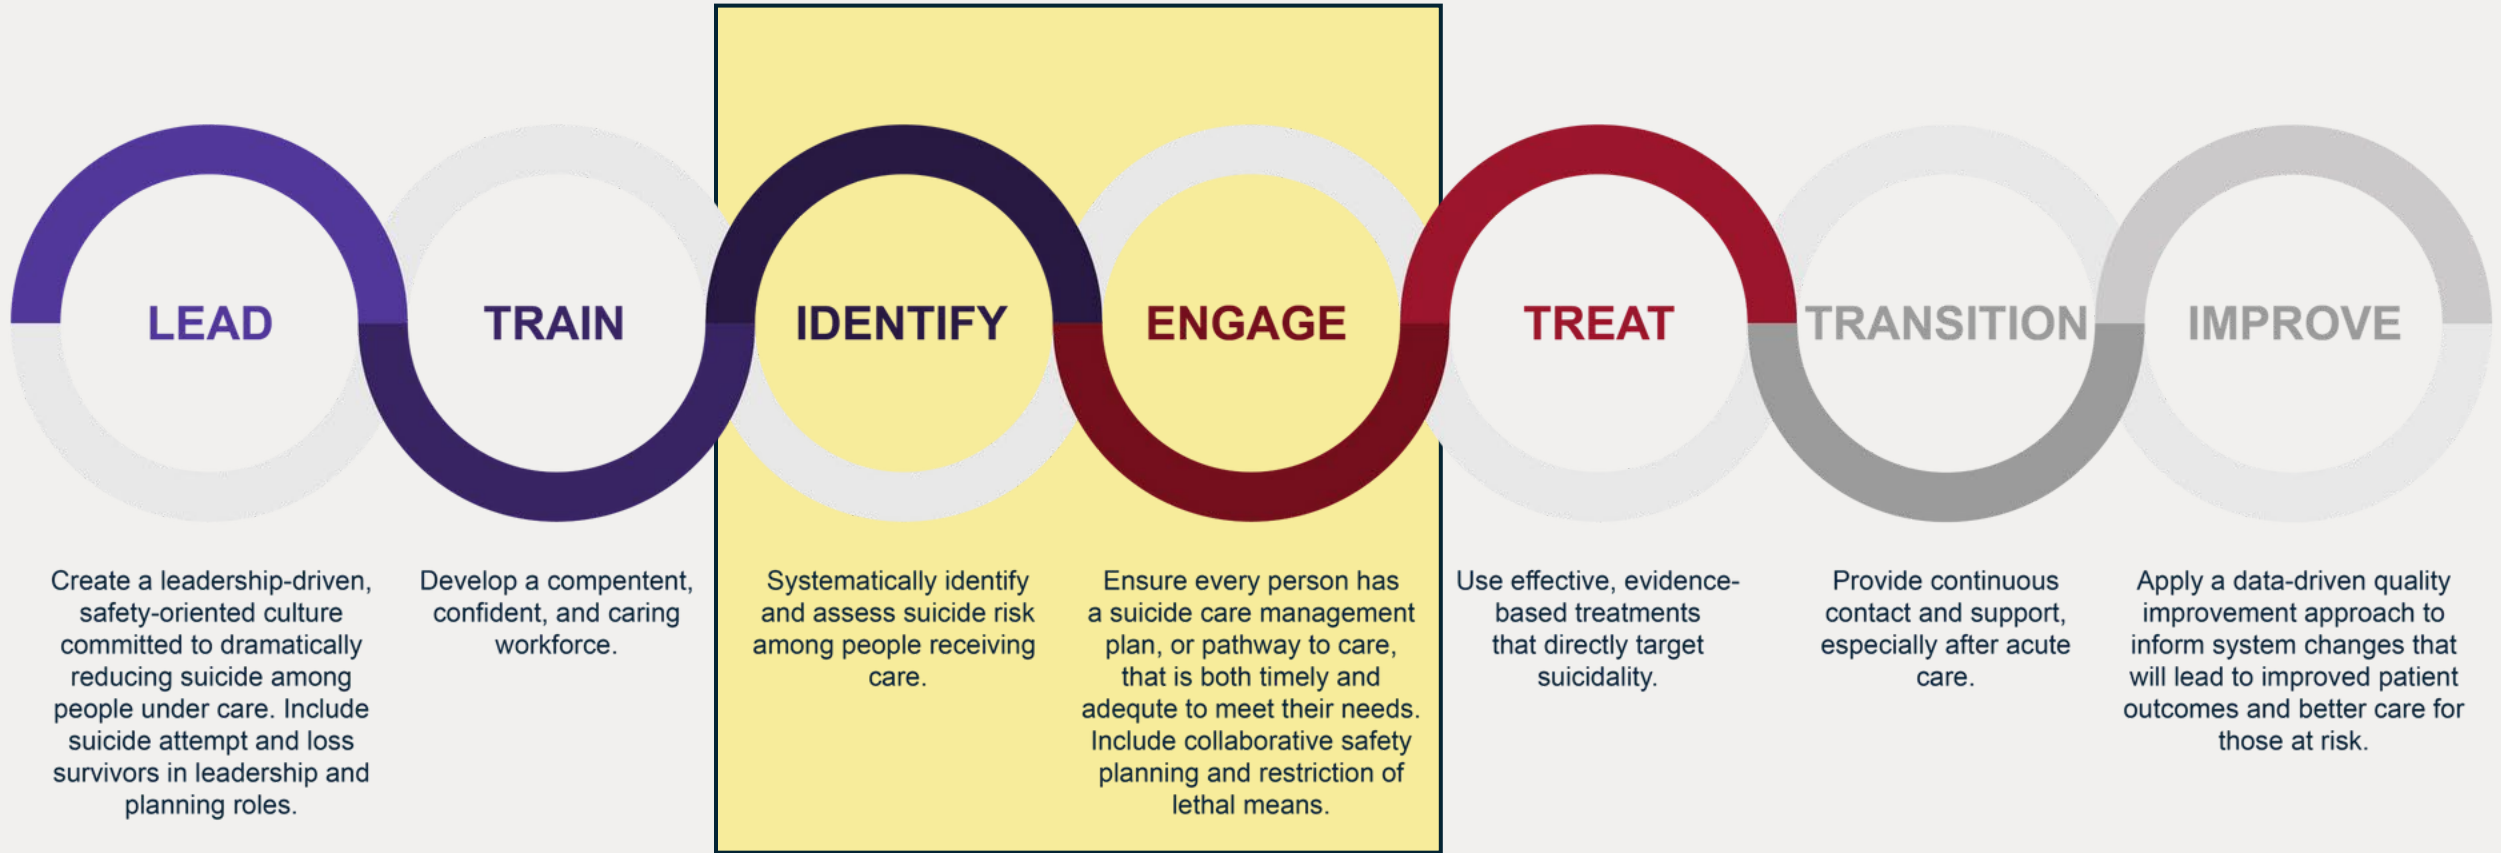 LEAD
TRAIN
IDENTIFY
ENGAGE
TREAT
TRANSITION
IMPROVE
Create a leadership-driven,
safety-oriented culture
committed to dramatically
reducing suicide among
people under care. Include
suicide attempt and loss
survivors in leadership and
planning roles.
Develop a compentent,
confident, and caring
workforce.
Systematically identify
and assess suicide risk
among people receiving
care.
Ensure every person has
a suicide care management
plan, or pathway to care,
that is both timely and
adequte to meet their needs.
Include collaborative safety
planning and restriction of
lethal means.
Use effective, evidence-
based treatments
that directly target
suicidality.
Provide continuous
contact and support,
especially after acute
care.
Apply a data-driven quality
improvement approach to
inform system changes that
will lead to improved patient
outcomes and better care for
those at risk.